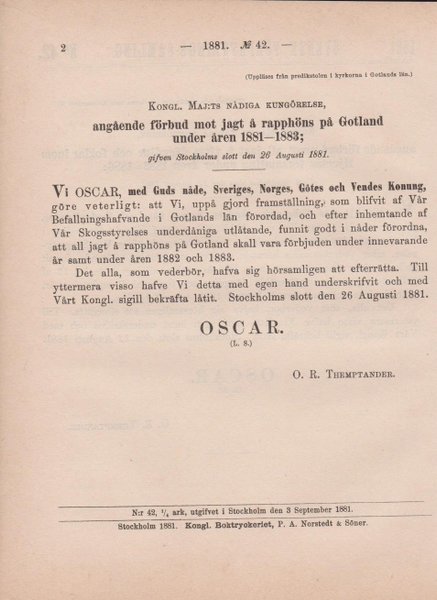 2 — 1881. № 42. —
(Uppläses från predikstolen i kyrkorna i Gotlands län.)
KONGL. MAJ:TS NÅDIGA KUNGÖRELSE,
angående förbud mot jagt å rapphöns på Gotland
under åren 1881—1883;
gifven Stockholms slott den 26 Augusti 1881.
Vi OSCAR, med Guds nåde, Sveriges, Norges, Götes och Vendes Konung,
göre veterligt: att Vi, uppå gjord framställning, som blifvit af Vår
Befallningshafvande i Gotlands län förordad, och efter inhemtande af
Vår Skogsstyrelses underdåniga utlåtande, funnit godt i nåder förordna,
att all jagt å rapphöns på Gotland skall vara förbjuden under innevarande
år samt under åren 1882 och 1883.
Det alla, som vederbör, hafva sig hörsamligen att efterrätta. Till
yttermera visso hafve Vi detta med egen hand underskrifvit och med
Vårt Kongl. sigill bekräfta låtit. Stockholms slott den 26 Augusti 1881.
OSCAR.
(L. S.)
O. R. THEMPTANDER.
N:r 42, 1/4 ark, utgifvet i Stockholm den 3 September 1881.
Stockholm 1881. Kongl. Boktryckeriet, P. A. Norstedt & Söner.